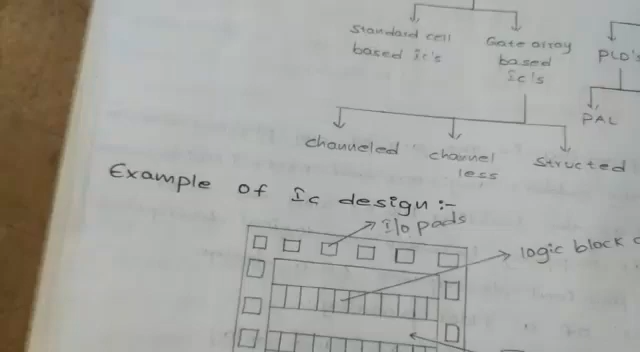 Standard cell
based Ic's
Gate array
based
Ic's
PLD's
PAL
channeled
channel
less
structed
Example of Ic design :-
I/o pads
logic block